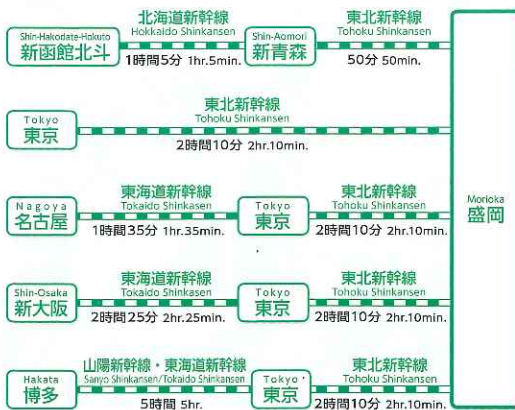 北海道新幹線
Hokkaido Shinkansen
東北新幹線
Tohoku Shinkansen
Shin-Hakodate-Hokuto
新函館北斗
Shin-Aomori
新青森
1時間5分 1hr.5min.
50分 50min.
東北新幹線
Tohoku Shinkansen
Tokyo
東京
2時間10分 2hr.10min.
東海道新幹線
Tokaido Shinkasen
東北新幹線
Tohoku Shinkansen
Nagoya
名古屋
Tokyo
東京
1時間35分 1hr.35min.
2時間10分 2hr.10min.
Morioka
盛岡
東海道新幹線
Tokaido Shinkasen
東北新幹線
Tohoku Shinkansen
Shin-Osaka
新大阪
Tokyo
東京
2時間25分 2hr.25min.
2時間10分 2hr.10min.
山陽新幹線・東海道新幹線
Sanyo Shinkansen/Tokaido Shinkansen
東北新幹線
Tohoku Shinkansen
Hakata
博多
Tokyo
東京
5時間 5hr.
2時間10分 2hr.10min.